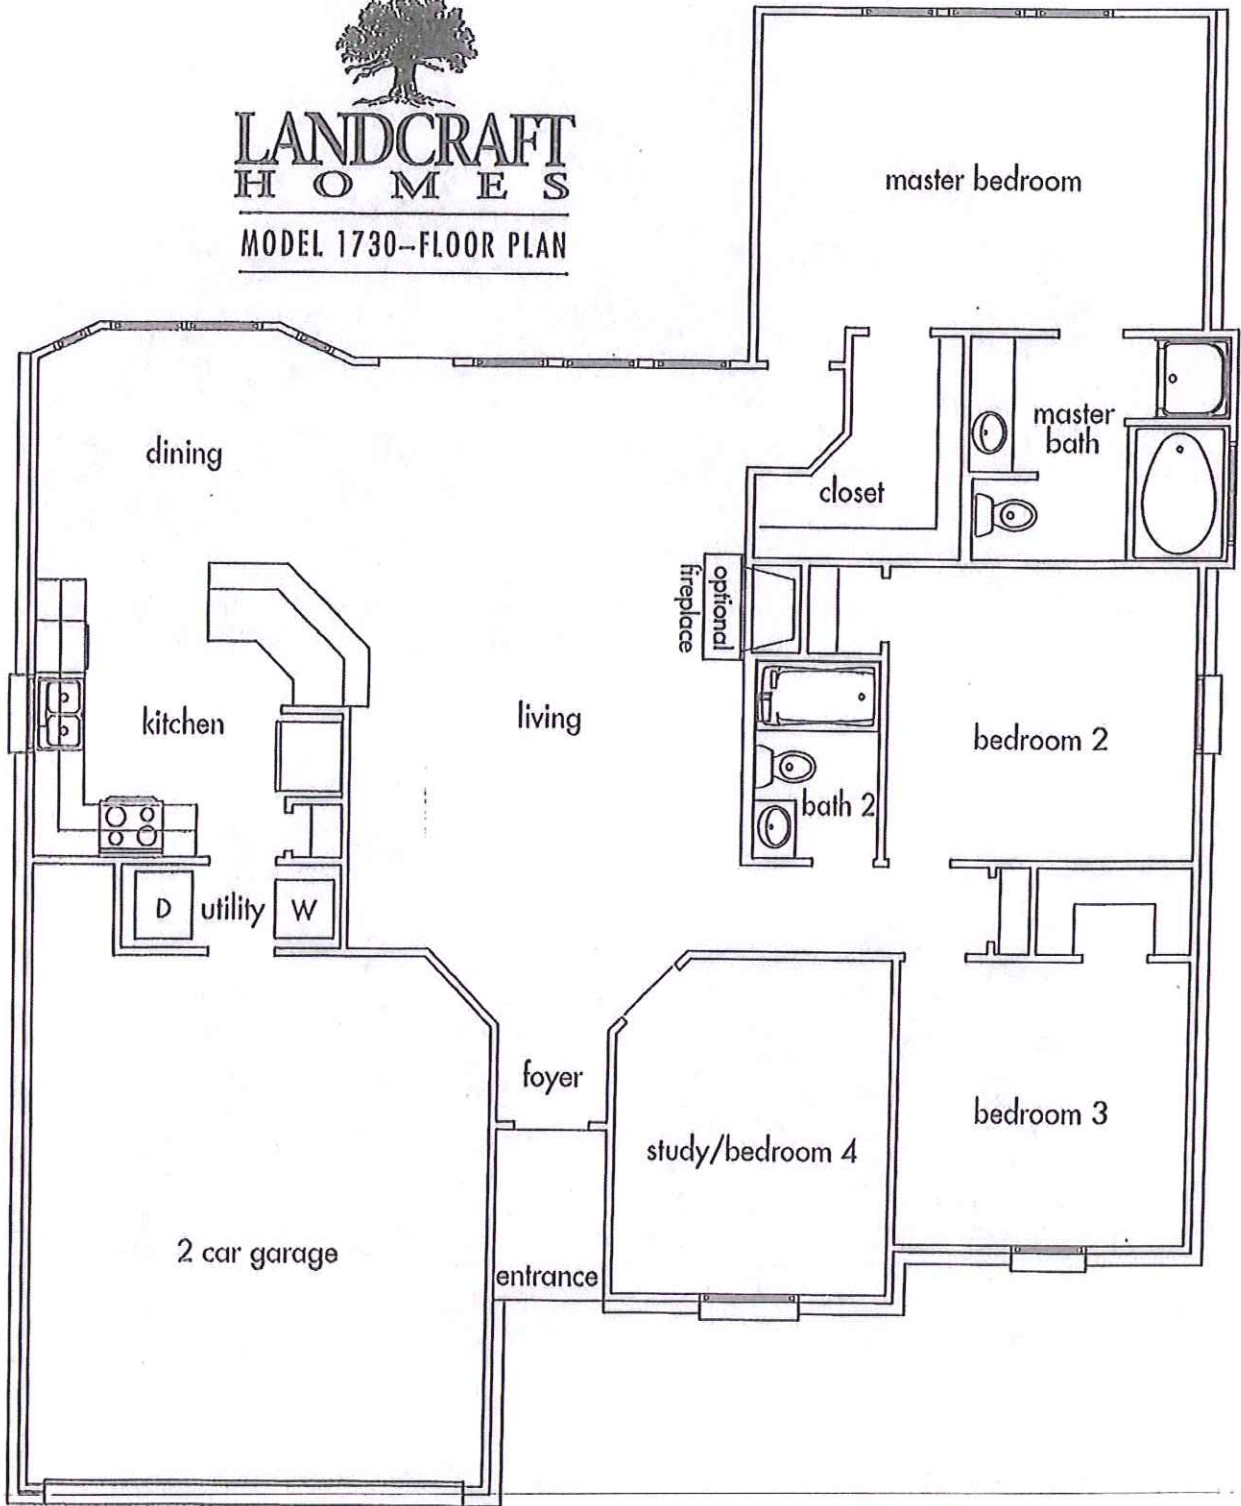 LANDCRAFT
HOMES
MODEL 1730-FLOOR PLAN
master bedroom
master
bath
dining
closet
optional
fireplace
kitchen
living
bedroom 2
bath 2
D
utility
W
foyer
study/bedroom 4
bedroom 3
2 car garage
entrance